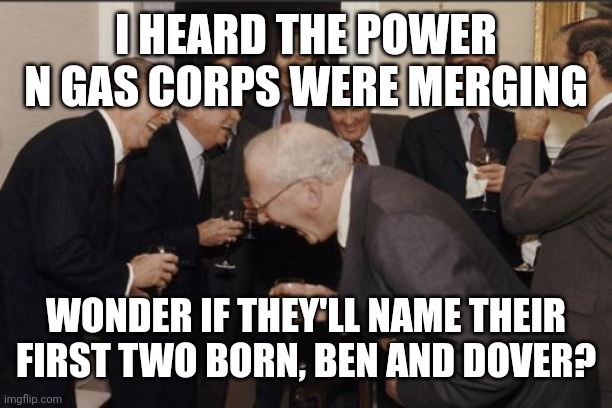 I HEARD THE POWER
N GAS CORPS WERE MERGING
WONDER IF THEY'LL NAME THEIR
FIRST TWO BORN, BEN AND DOVER?
imgflip.com